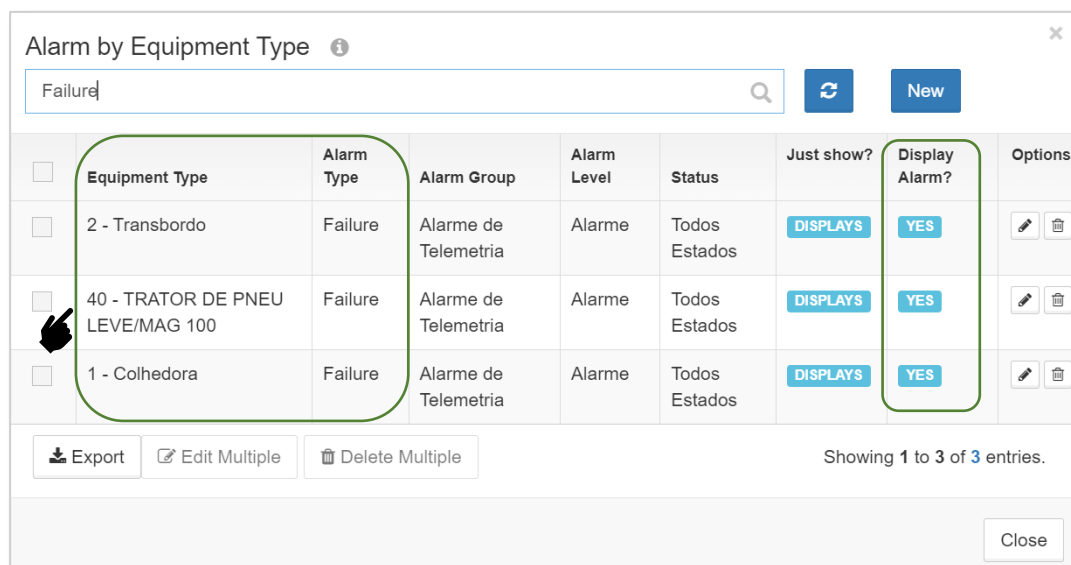 Alarm by Equipment Type
Failure
New
Equipment Type
Alarm Type
Alarm Group
Alarm Level
Status
Just show?
Display Alarm?
Options
2 - Transbordo
Failure
Alarme de Telemetria
Alarme
Todos Estados
DISPLAYS
YES
40 - TRATOR DE PNEU LEVE/MAG 100
Failure
Alarme de Telemetria
Alarme
Todos Estados
DISPLAYS
YES
1 - Colhedora
Failure
Alarme de Telemetria
Alarme
Todos Estados
DISPLAYS
YES
Export
Edit Multiple
Delete Multiple
Showing 1 to 3 of 3 entries.
Close